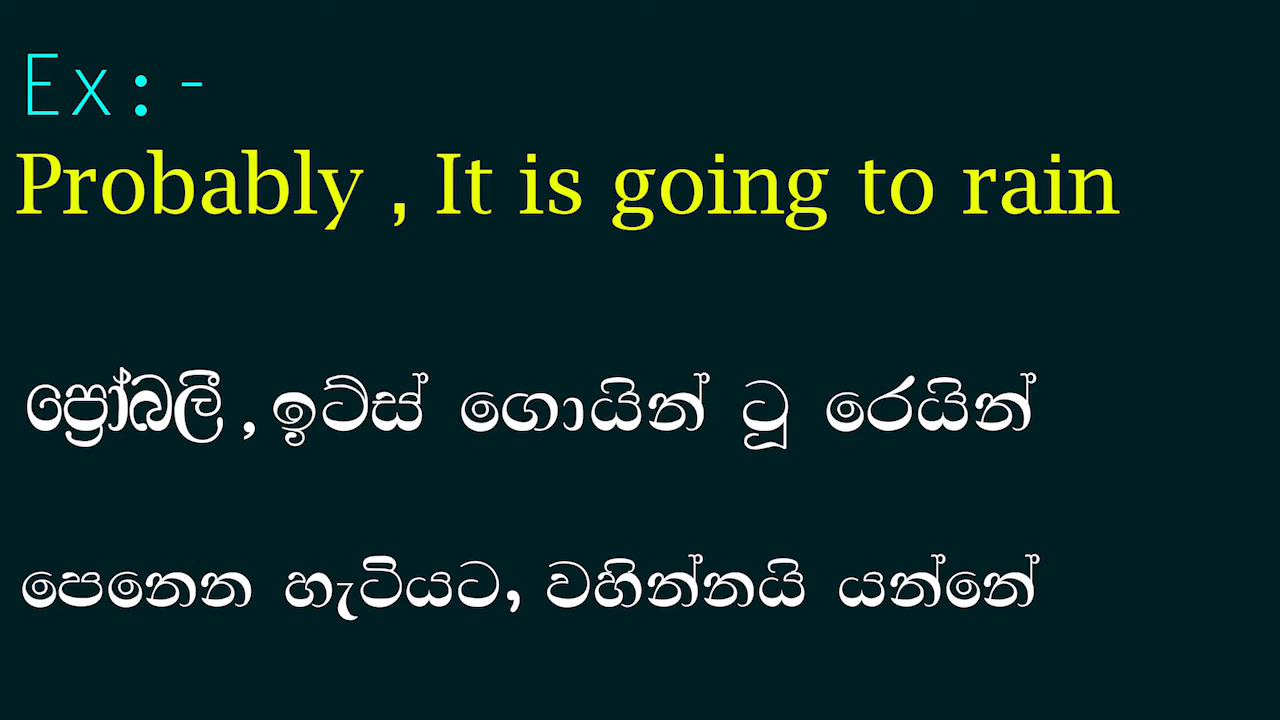 Ex:-
Probably , It is going to rain
ප්‍රෝබලී , ඉට්ස් ගොයින් ටූ රෙයින්
පෙනෙන හැටියට, වහින්නයි යන්නේ